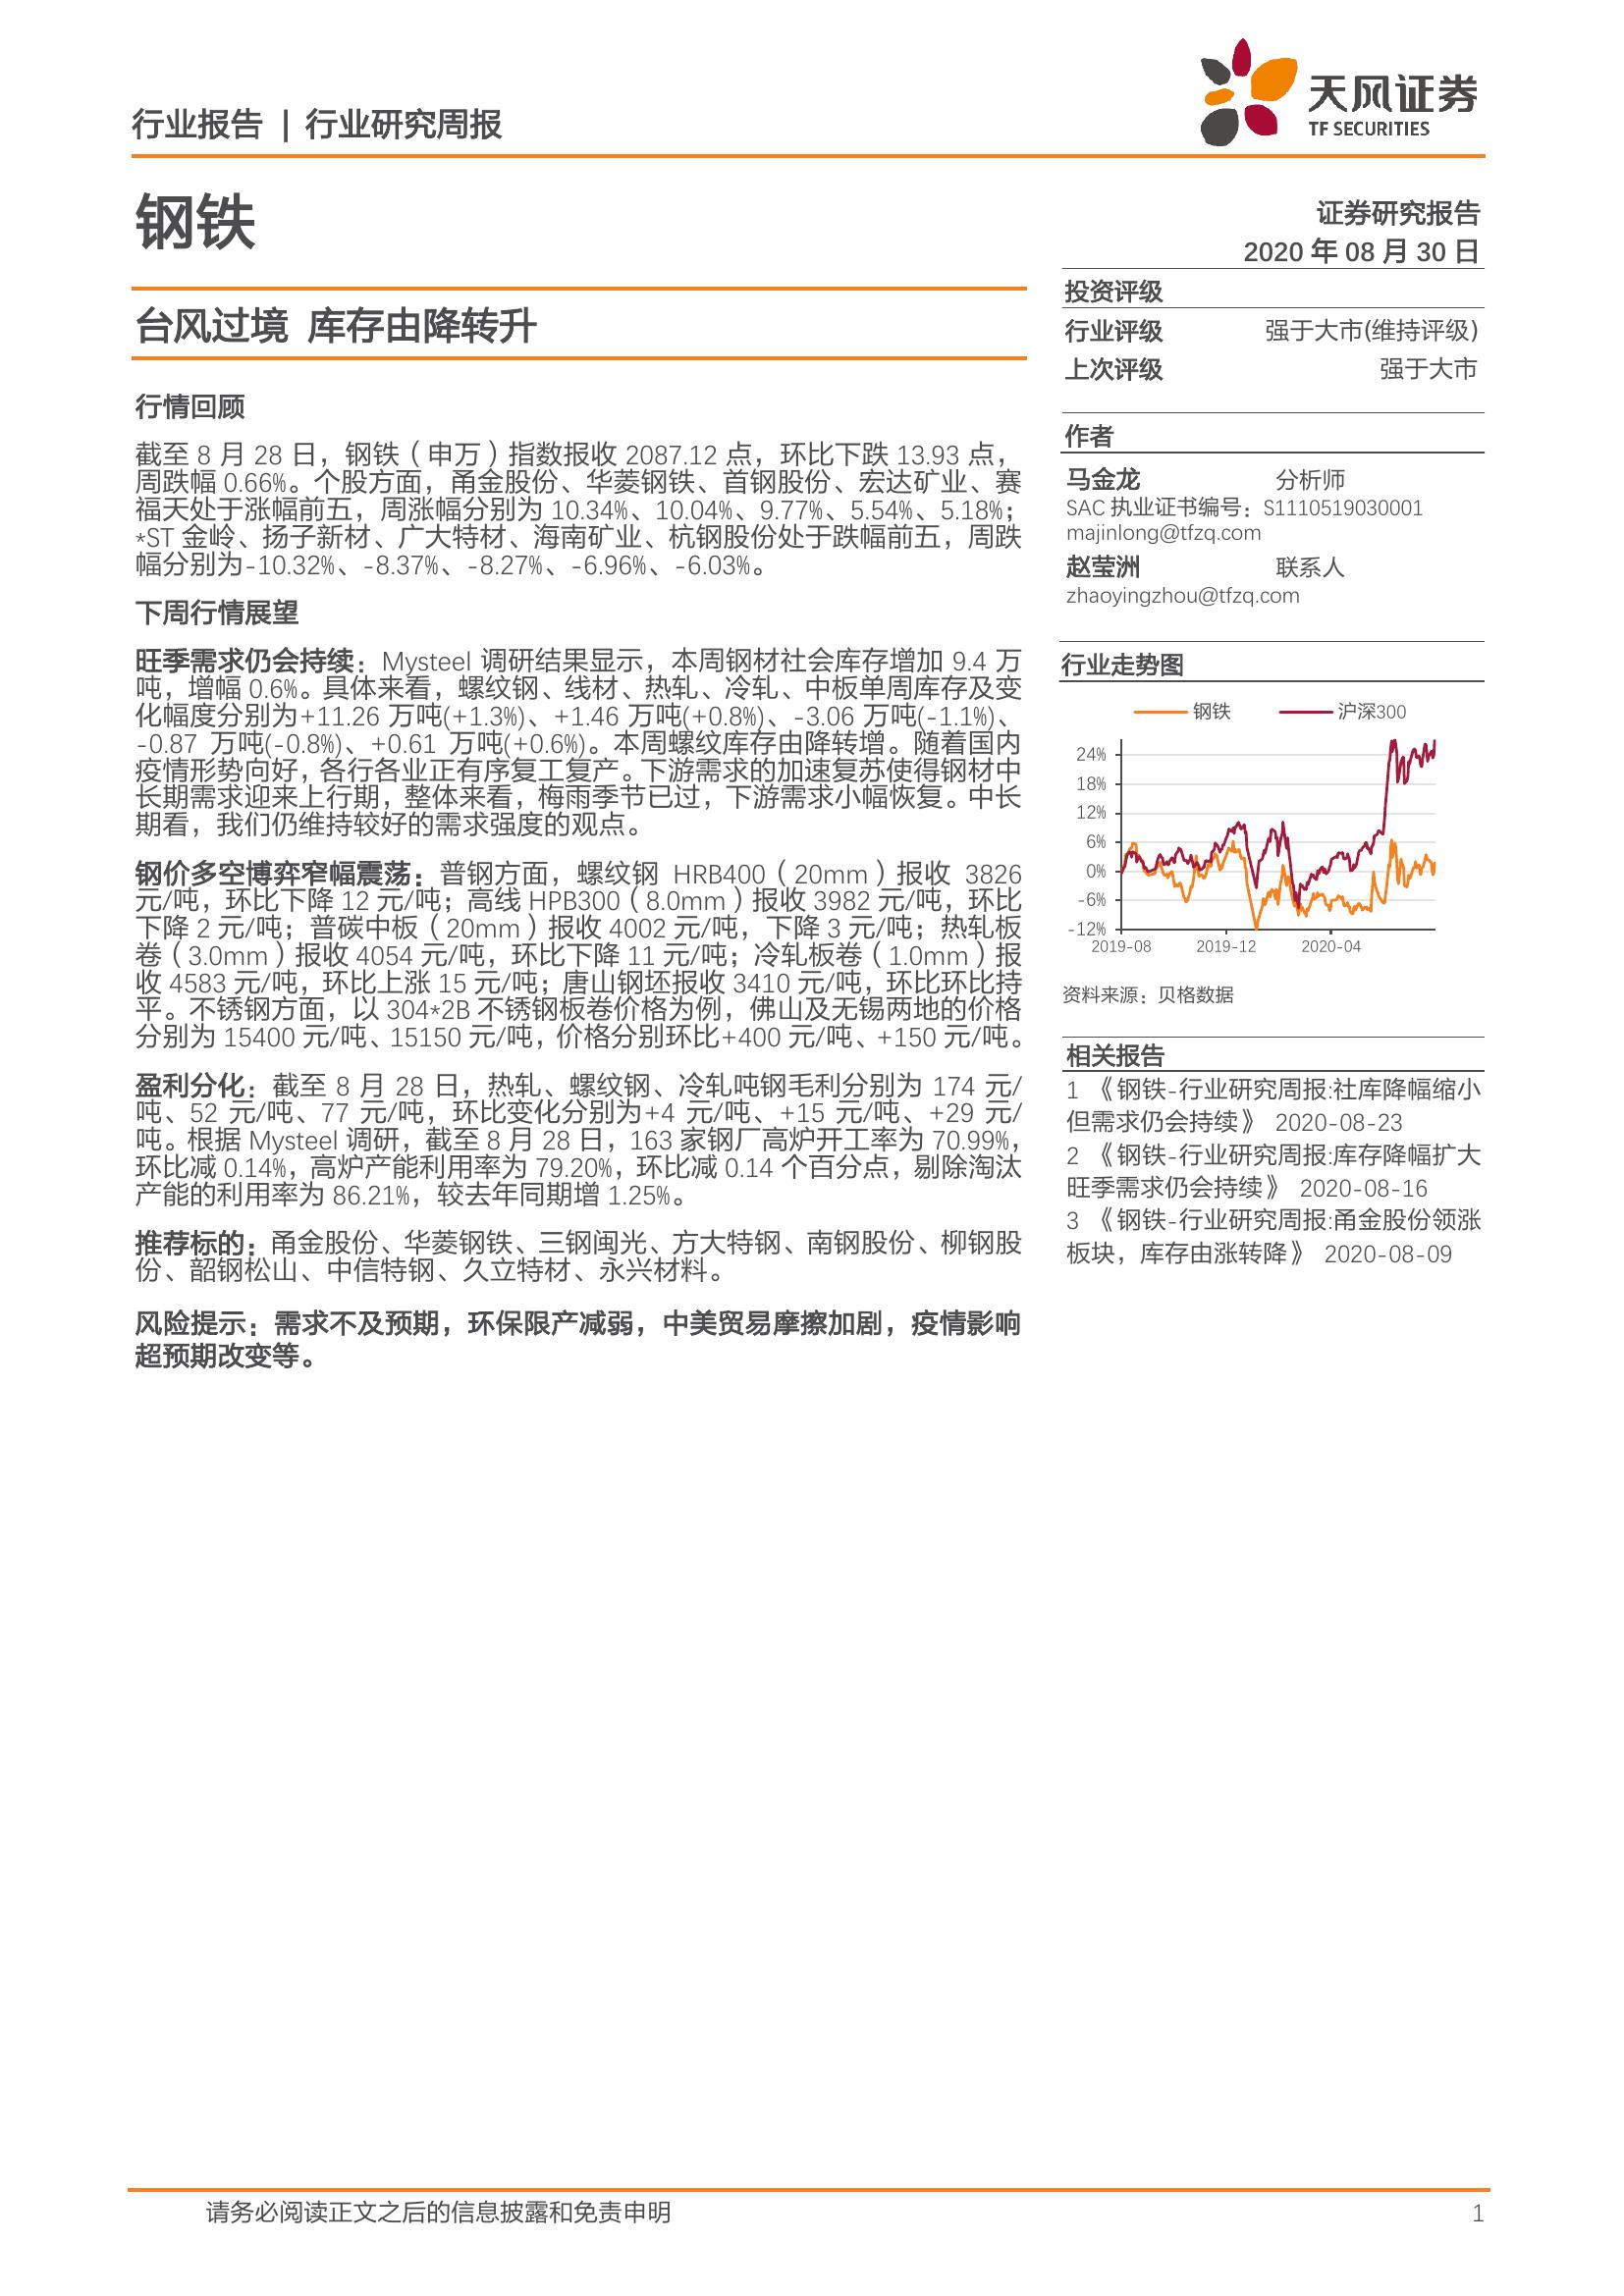 行业报告 | 行业研究周报
天风证券
TF SECURITIES
钢铁
证券研究报告
2020 年 08 月 30 日
台风过境 库存由降转升
行情回顾
截至 8 月 28 日，钢铁（申万）指数报收 2087.12 点，环比下跌 13.93 点，
周跌幅 0.66%。个股方面，甬金股份、华菱钢铁、首钢股份、宏达矿业、赛
福天处于涨幅前五，周涨幅分别为 10.34%、10.04%、9.77%、5.54%、5.18%；
*ST 金岭、扬子新材、广大特材、海南矿业、杭钢股份处于跌幅前五，周跌
幅分别为-10.32%、-8.37%、-8.27%、-6.96%、-6.03%。
下周行情展望
旺季需求仍会持续：Mysteel 调研结果显示，本周钢材社会库存增加 9.4 万
吨，增幅 0.6%。具体来看，螺纹钢、线材、热轧、冷轧、中板单周库存及变
化幅度分别为+11.26 万吨(+1.3%)、+1.46 万吨(+0.8%)、-3.06 万吨(-1.1%)、
-0.87 万吨(-0.8%)、+0.61 万吨(+0.6%)。本周螺纹库存由降转增。随着国内
疫情形势向好，各行各业正有序复工复产。下游需求的加速复苏使得钢材中
长期需求迎来上行期，整体来看，梅雨季节已过，下游需求小幅恢复。中长
期看，我们仍维持较好的需求强度的观点。
钢价多空博弈窄幅震荡：普钢方面，螺纹钢 HRB400（20mm）报收 3826
元/吨，环比下降 12 元/吨；高线 HPB300（8.0mm）报收 3982 元/吨，环比
下降 2 元/吨；普碳中板（20mm）报收 4002 元/吨，下降 3 元/吨；热轧板
卷（3.0mm）报收 4054 元/吨，环比下降 11 元/吨；冷轧板卷（1.0mm）报
收 4583 元/吨，环比上涨 15 元/吨；唐山钢坯报收 3410 元/吨，环比环比持
平。不锈钢方面，以 304*2B 不锈钢板卷价格为例，佛山及无锡两地的价格
分别为 15400 元/吨、15150 元/吨，价格分别环比+400 元/吨、+150 元/吨。
盈利分化：截至 8 月 28 日，热轧、螺纹钢、冷轧吨钢毛利分别为 174 元/
吨、52 元/吨、77 元/吨，环比变化分别为+4 元/吨、+15 元/吨、+29 元/
吨。根据 Mysteel 调研，截至 8 月 28 日，163 家钢厂高炉开工率为 70.99%，
环比减 0.14%，高炉产能利用率为 79.20%，环比减 0.14 个百分点，剔除淘汰
产能的利用率为 86.21%，较去年同期增 1.25%。
推荐标的：甬金股份、华菱钢铁、三钢闽光、方大特钢、南钢股份、柳钢股
份、韶钢松山、中信特钢、久立特材、永兴材料。
风险提示：需求不及预期，环保限产减弱，中美贸易摩擦加剧，疫情影响
超预期改变等。
投资评级
行业评级 强于大市(维持评级)
上次评级 强于大市
作者
马金龙 分析师
SAC 执业证书编号：S1110519030001
majinlong@tfzq.com
赵莹洲 联系人
zhaoyingzhou@tfzq.com
行业走势图
钢铁 沪深300
24%
18%
12%
6%
0%
-6%
-12%
2019-08 2019-12 2020-04
资料来源：贝格数据
相关报告
1 《钢铁-行业研究周报:社库降幅缩小
但需求仍会持续》 2020-08-23
2 《钢铁-行业研究周报:库存降幅扩大
旺季需求仍会持续》 2020-08-16
3 《钢铁-行业研究周报:甬金股份领涨
板块，库存由涨转降》 2020-08-09
请务必阅读正文之后的信息披露和免责申明 1